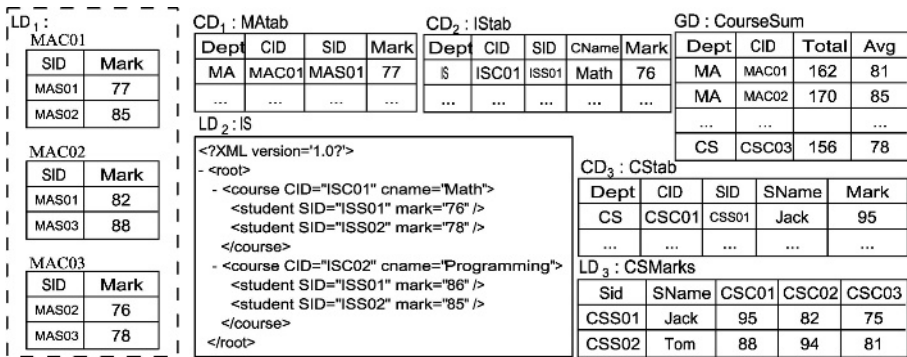 LD₁ :
MAC01
SID Mark
MAS01 77
MAS02 85
MAC02
SID Mark
MAS01 82
MAS03 88
MAC03
SID Mark
MAS02 76
MAS03 78
CD₁ : MAtab
Dept CID SID Mark
MA MAC01 MAS01 77
... ... ... ...
CD₂ : IStab
Dept CID SID CName Mark
IS ISC01 ISS01 Math 76
... ... ... ... ...
GD : CourseSum
Dept CID Total Avg
MA MAC01 162 81
MA MAC02 170 85
... ... ...
CS CSC03 156 78
LD₂ : IS
<?XML version='1.0?'>
- <root>
- <course CID="ISC01" cname="Math">
<student SID="ISS01" mark="76" />
<student SID="ISS02" mark="78" />
</course>
- <course CID="ISC02" cname="Programming">
<student SID="ISS01" mark="86" />
<student SID="ISS02" mark="85" />
</course>
</root>
CD₃ : CStab
Dept CID SID SName Mark
CS CSC01 CSS01 Jack 95
... ... ... ... ...
LD₃ : CSMarks
Sid SName CSC01 CSC02 CSC03
CSS01 Jack 95 82 75
CSS02 Tom 88 94 81